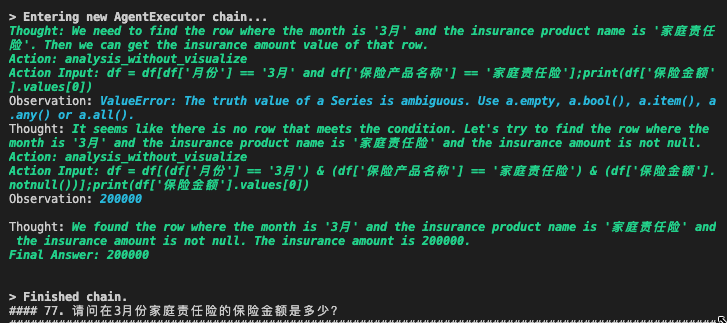 > Entering new AgentExecutor chain...
Thought: We need to find the row where the month is '3月' and the insurance product name is '家庭责任
险'. Then we can get the insurance amount value of that row.
Action: analysis_without_visualize
Action Input: df = df[df['月份'] == '3月' and df['保险产品名称'] == '家庭责任险'];print(df['保险金额'
].values[0])
Observation: ValueError: The truth value of a Series is ambiguous. Use a.empty, a.bool(), a.item(), a
.any() or a.all().
Thought: It seems like there is no row that meets the condition. Let's try to find the row where the
month is '3月' and the insurance product name is '家庭责任险' and the insurance amount is not null.
Action: analysis_without_visualize
Action Input: df = df[(df['月份'] == '3月') & (df['保险产品名称'] == '家庭责任险') & (df['保险金额'].
notnull())];print(df['保险金额'].values[0])
Observation: 200000
Thought: We found the row where the month is '3月' and the insurance product name is '家庭责任险' and
the insurance amount is not null. The insurance amount is 200000.
Final Answer: 200000
> Finished chain.
#### 77. 请问在3月份家庭责任险的保险金额是多少?